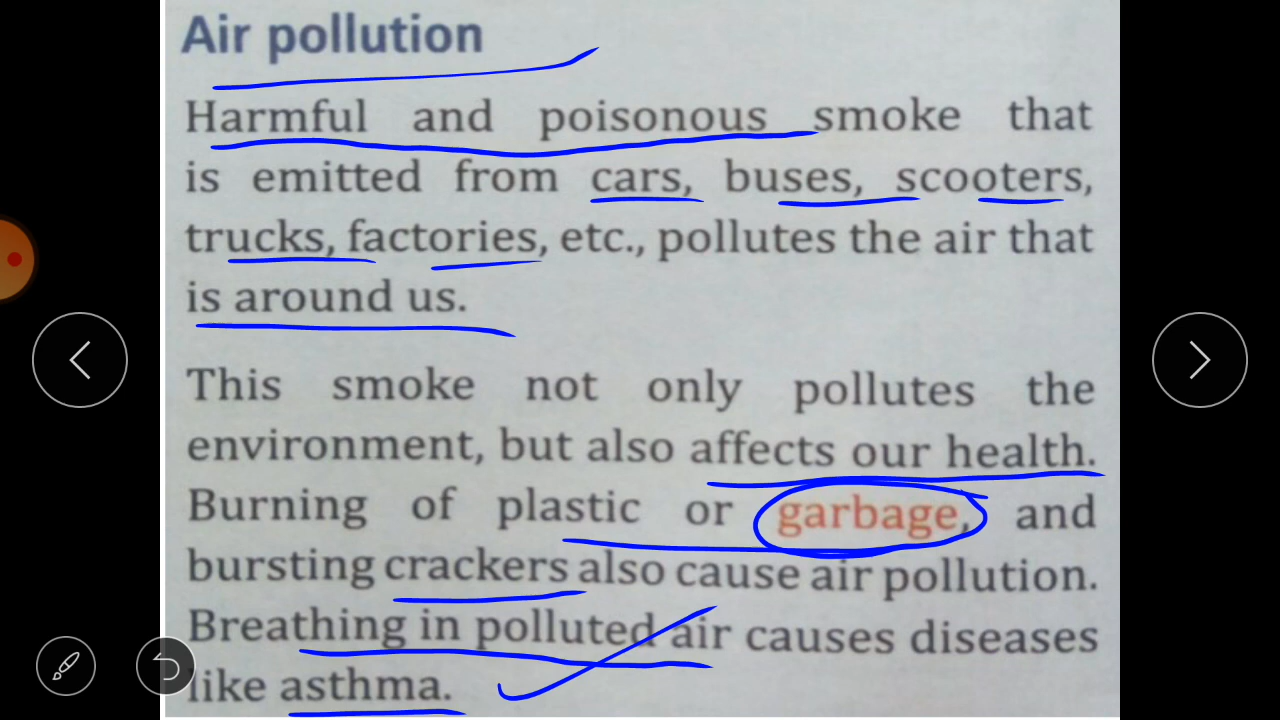 Air pollution
Harmful and poisonous smoke that
is emitted from cars, buses, scooters,
trucks, factories, etc., pollutes the air that
is around us.
This smoke not only pollutes the
environment, but also affects our health.
Burning of plastic or garbage, and
bursting crackers also cause air pollution.
Breathing in polluted air causes diseases
like asthma.